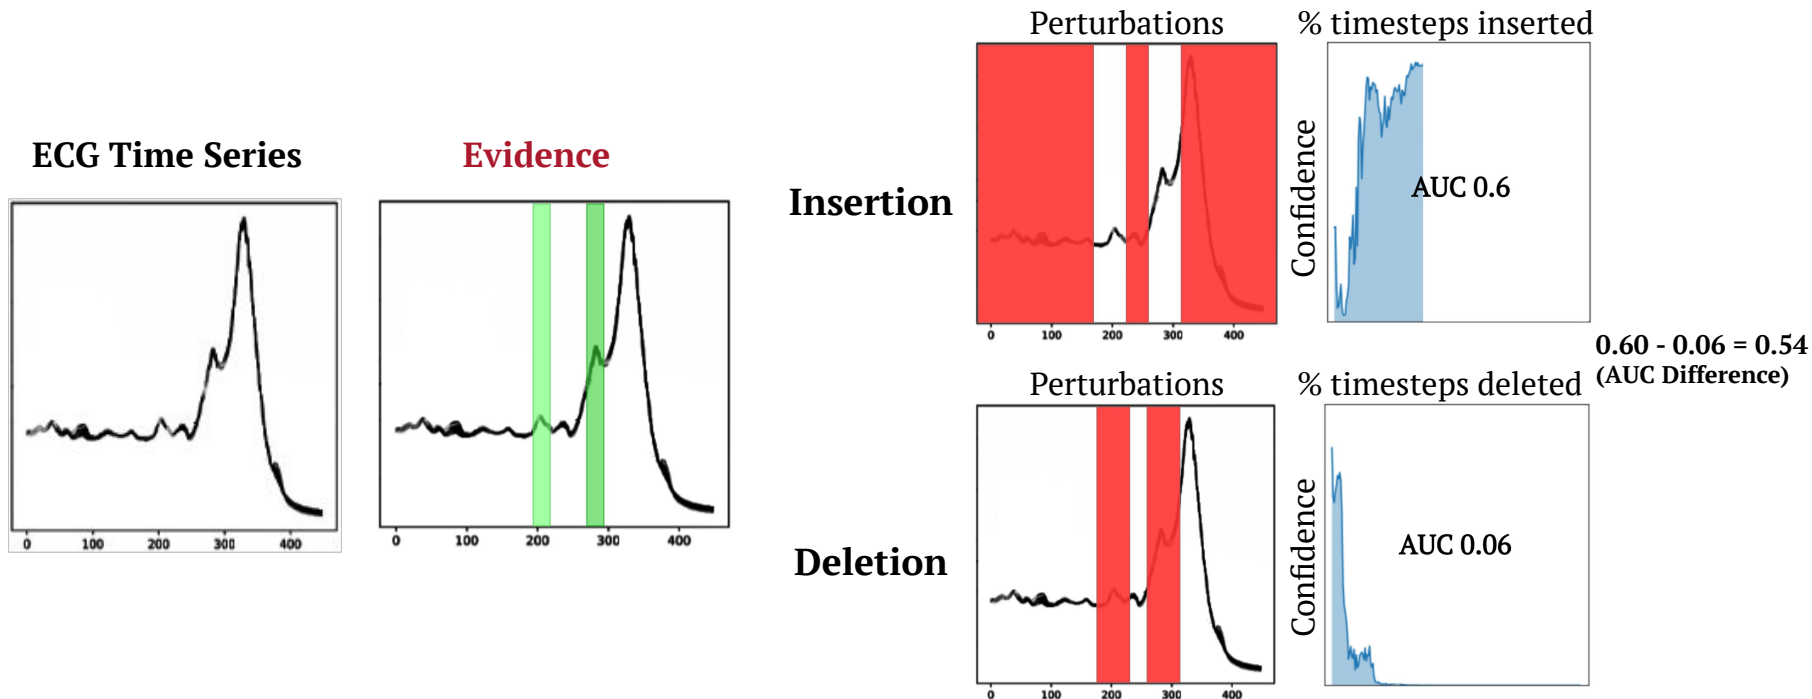 ECG Time Series
0 100 200 300 400
Evidence
0 100 200 300 400
Insertion
Perturbations
0 100 200 300 400
% timesteps inserted
Confidence
AUC 0.6
Deletion
Perturbations
0 100 200 300 400
% timesteps deleted
Confidence
AUC 0.06
0.60 - 0.06 = 0.54
(AUC Difference)